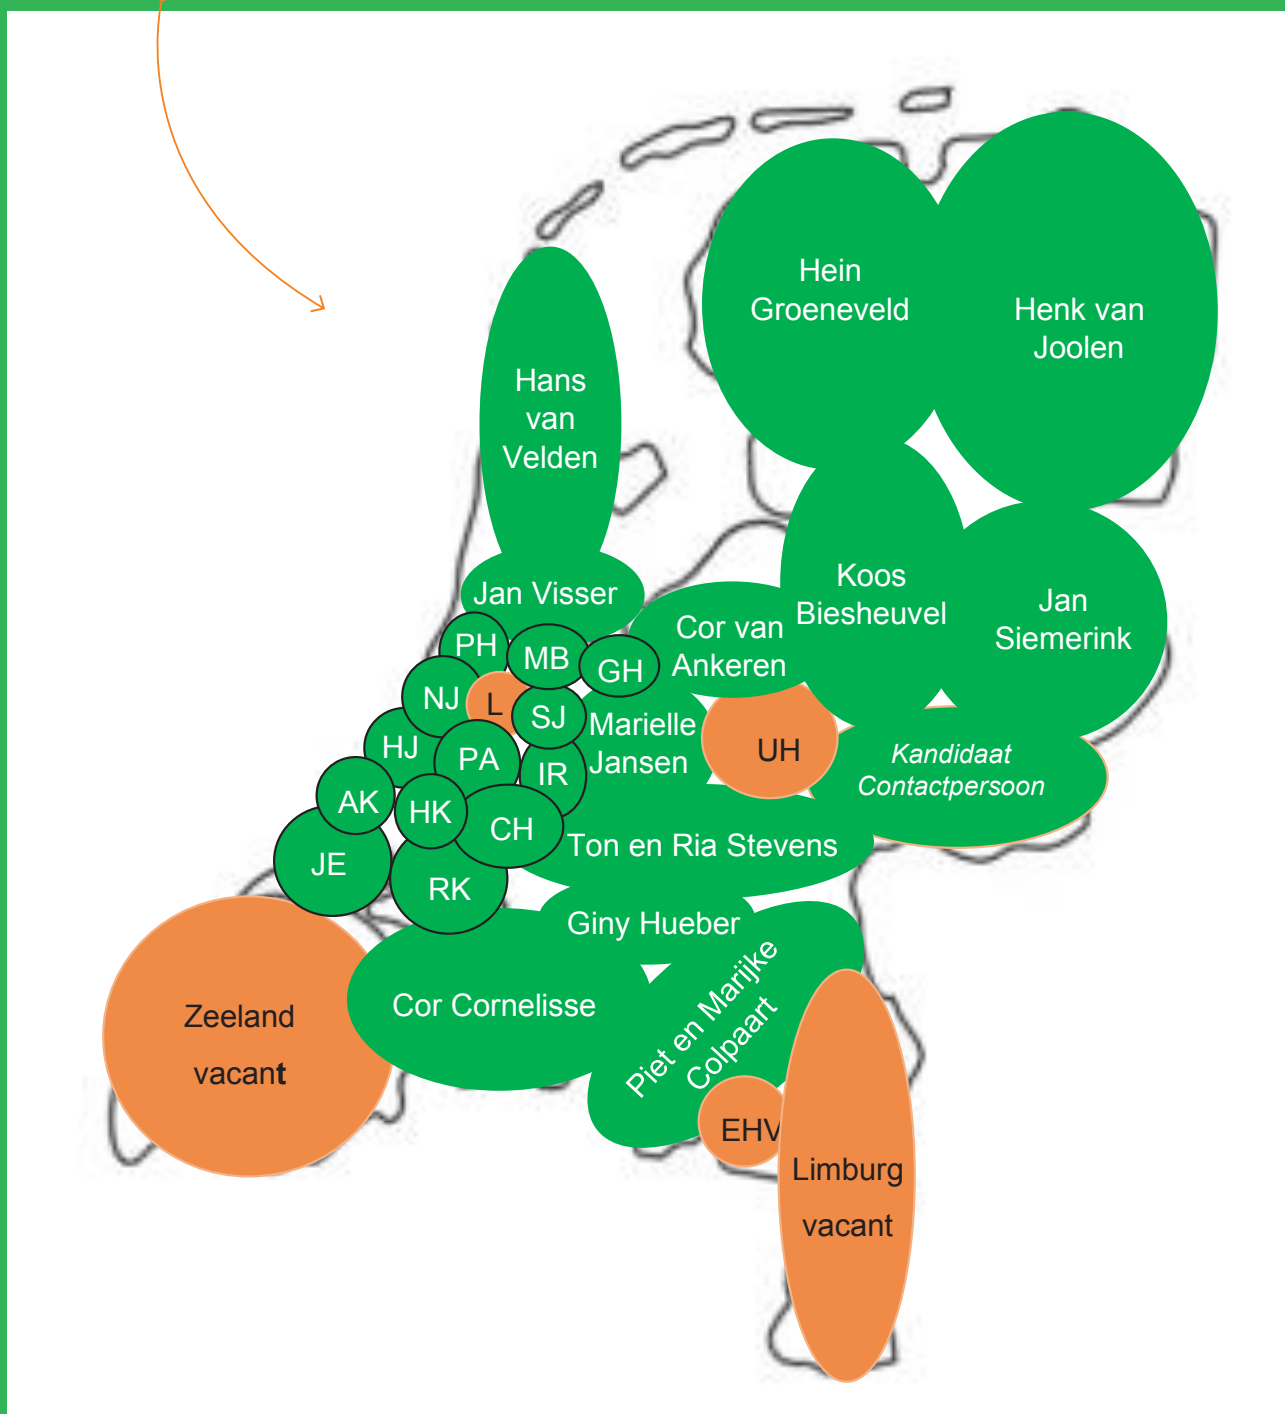 Hein
Groeneveld
Henk van
Joolen
Hans
van
Velden
Jan Visser
Koos
Biesheuvel
Jan
Siemerink
Cor van
Ankeren
PH
MB
GH
NJ
L
SJ
Marielle
Jansen
HJ
PA
IR
UH
Kandidaat
Contactpersoon
AK
HK
CH
Ton en Ria Stevens
JE
RK
Giny Hueber
Cor Cornelisse
Piet en Marijke
Colpaart
Zeeland
vacant
EHV
Limburg
vacant